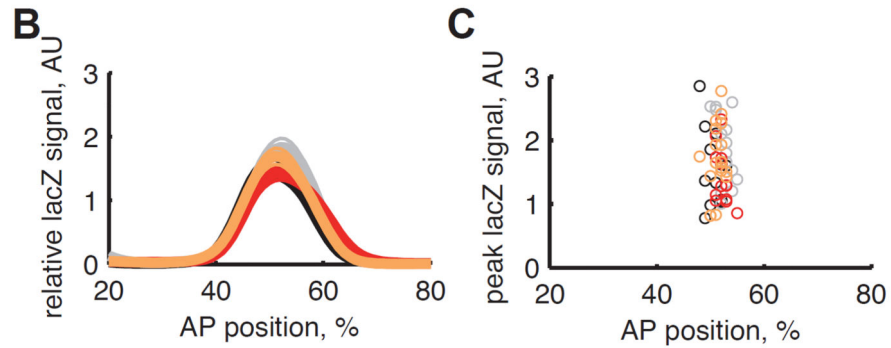 B
relative lacZ signal, AU
3
2
1
0
20 40 60 80
AP position, %
C
peak lacZ signal, AU
3
2
1
0
20 40 60 80
AP position, %